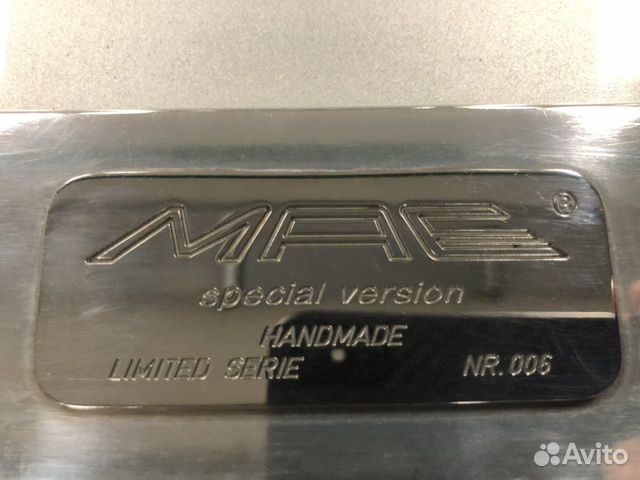 MAE ®
special version
HANDMADE
LIMITED SERIE NR. 006
Avito